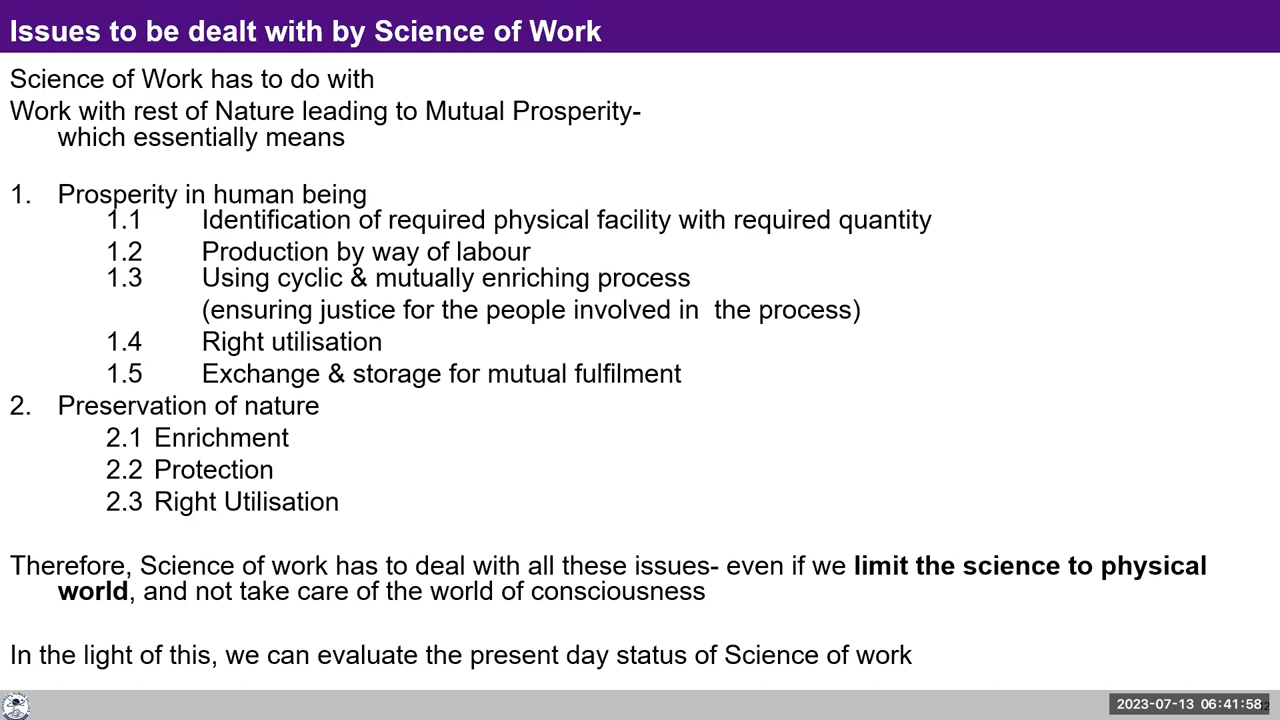 Issues to be dealt with by Science of Work
Science of Work has to do with
Work with rest of Nature leading to Mutual Prosperity-
which essentially means
1. Prosperity in human being
1.1 Identification of required physical facility with required quantity
1.2 Production by way of labour
1.3 Using cyclic & mutually enriching process
(ensuring justice for the people involved in the process)
1.4 Right utilisation
1.5 Exchange & storage for mutual fulfilment
2. Preservation of nature
2.1 Enrichment
2.2 Protection
2.3 Right Utilisation
Therefore, Science of work has to deal with all these issues- even if we limit the science to physical
world, and not take care of the world of consciousness
In the light of this, we can evaluate the present day status of Science of work
2023-07-13 06:41:58